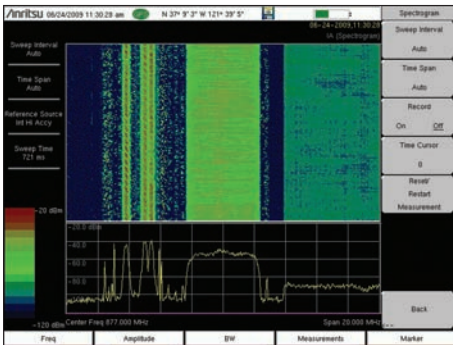 Anritsu 06/24/2009 11:30:28 am N 37° 9' 3" W 121° 39' 5"
Spectrogram
06-24-2009,11:30:28
IA (Spectrogram)
Sweep Interval
Auto
Time Span
Auto
Reference Source
Int Hi Accy
Sweep Time
721 ms
-20 dBm
-120 dBm
-20.0 dBm
-40.0
-60.0
-80.0
Center Freq 877.000 MHz
Span 20.000 MHz
Sweep Interval
Auto
Time Span
Auto
Record
On Off
Time Cursor
0
Reset/
Restart
Measurement
Back
Freq
Amplitude
BW
Measurements
Marker